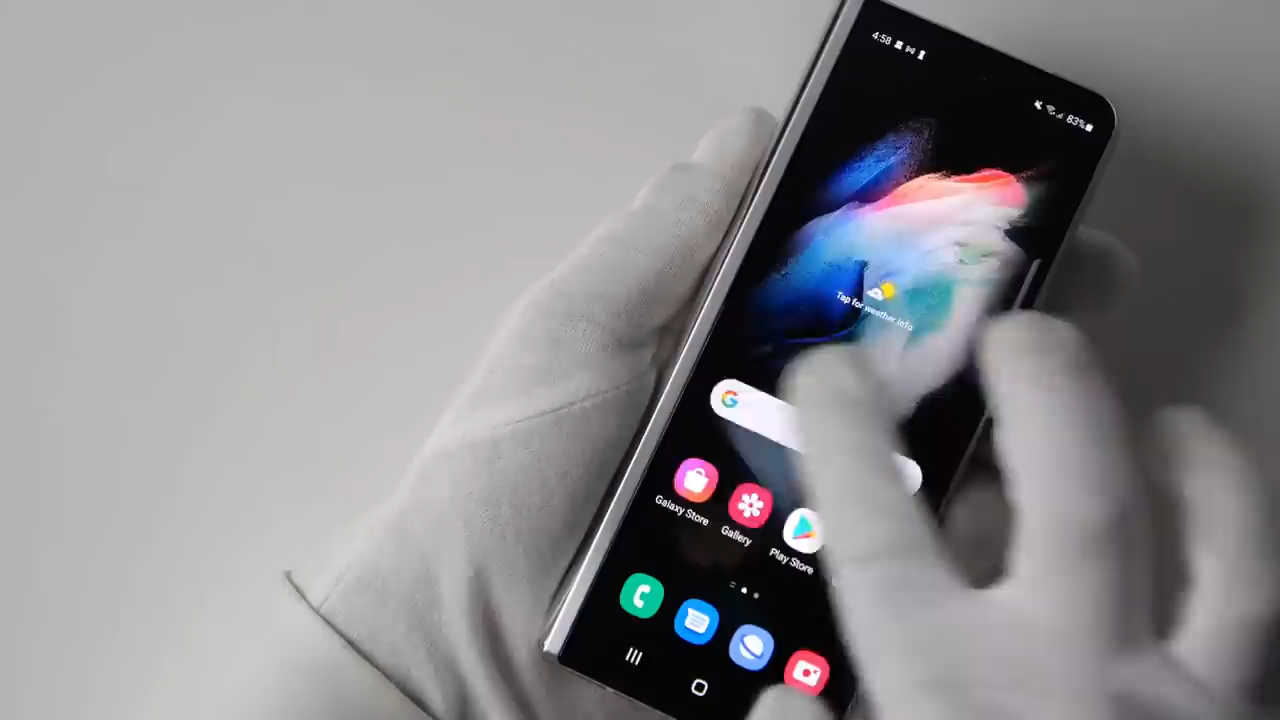 4:58
83%
Tap for weather info
G
Galaxy Store
Gallery
Play Store